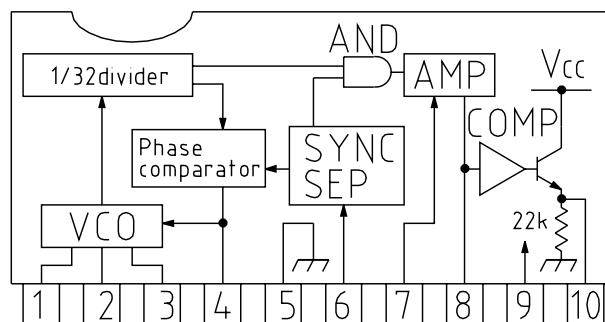 AND
1/32divider
AMP
Vcc
COMP
Phase
comparator
SYNC
SEP
VCO
22k
1 2 3 4 5 6 7 8 9 10